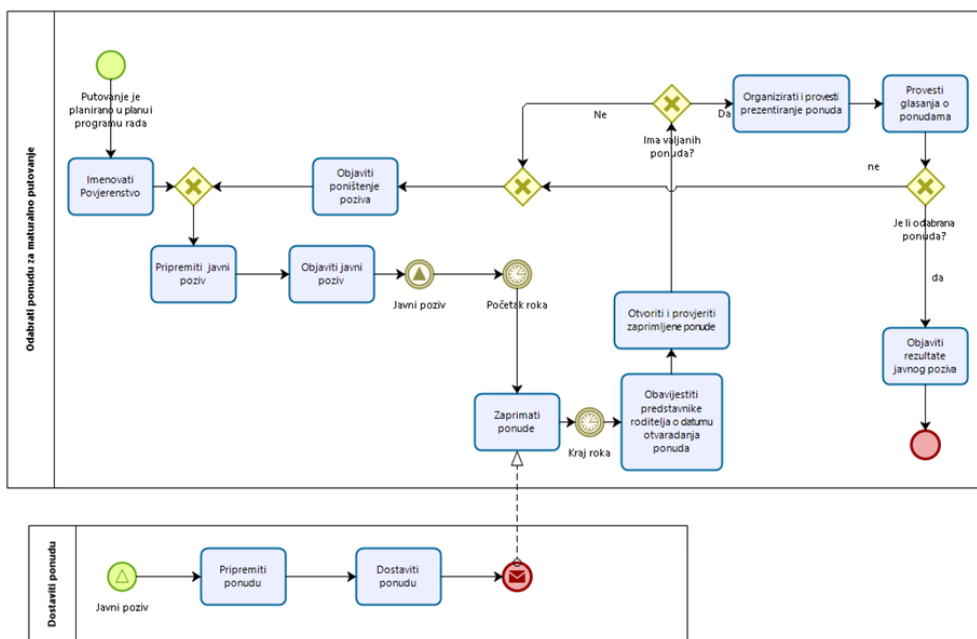 Odabrati ponudu za maturalno putovanje
Putovanje je
planirano u planu i
programu rada
Imenovati
Povjerenstvo
Objaviti
poništenje
poziva
Ne
Ima valjanih
ponuda?
Da
Organizirati i provesti
prezentiranje ponuda
Provesti
glasanja o
ponudama
ne
Je li odabrana
ponuda?
da
Pripremiti javni
poziv
Objaviti javni
poziv
Javni poziv
Početak roka
Otvoriti i provjeriti
zaprimljene ponude
Objaviti
rezultate
javnog poziva
Zaprimati
ponude
Kraj roka
Obavijestiti
predstavnike
roditelja o datumu
otvaradanja
ponuda
Dostaviti ponudu
Javni poziv
Pripremiti
ponudu
Dostaviti
ponudu